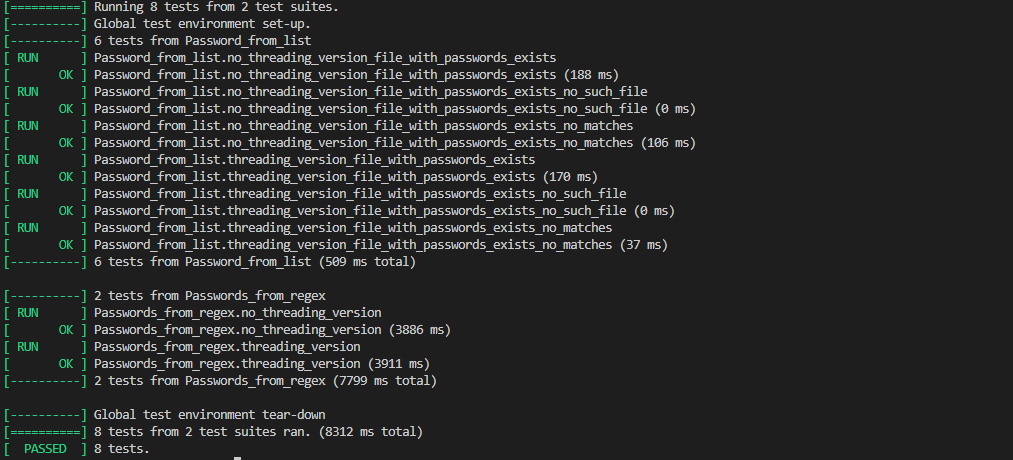 [==========] Running 8 tests from 2 test suites.
[----------] Global test environment set-up.
[----------] 6 tests from Password_from_list
[ RUN      ] Password_from_list.no_threading_version_file_with_passwords_exists
[       OK ] Password_from_list.no_threading_version_file_with_passwords_exists (188 ms)
[ RUN      ] Password_from_list.no_threading_version_file_with_passwords_exists_no_such_file
[       OK ] Password_from_list.no_threading_version_file_with_passwords_exists_no_such_file (0 ms)
[ RUN      ] Password_from_list.no_threading_version_file_with_passwords_exists_no_matches
[       OK ] Password_from_list.no_threading_version_file_with_passwords_exists_no_matches (106 ms)
[ RUN      ] Password_from_list.threading_version_file_with_passwords_exists
[       OK ] Password_from_list.threading_version_file_with_passwords_exists (170 ms)
[ RUN      ] Password_from_list.threading_version_file_with_passwords_exists_no_such_file
[       OK ] Password_from_list.threading_version_file_with_passwords_exists_no_such_file (0 ms)
[ RUN      ] Password_from_list.threading_version_file_with_passwords_exists_no_matches
[       OK ] Password_from_list.threading_version_file_with_passwords_exists_no_matches (37 ms)
[----------] 6 tests from Password_from_list (509 ms total)

[----------] 2 tests from Passwords_from_regex
[ RUN      ] Passwords_from_regex.no_threading_version
[       OK ] Passwords_from_regex.no_threading_version (3886 ms)
[ RUN      ] Passwords_from_regex.threading_version
[       OK ] Passwords_from_regex.threading_version (3911 ms)
[----------] 2 tests from Passwords_from_regex (7799 ms total)

[----------] Global test environment tear-down
[==========] 8 tests from 2 test suites ran. (8312 ms total)
[  PASSED  ] 8 tests.